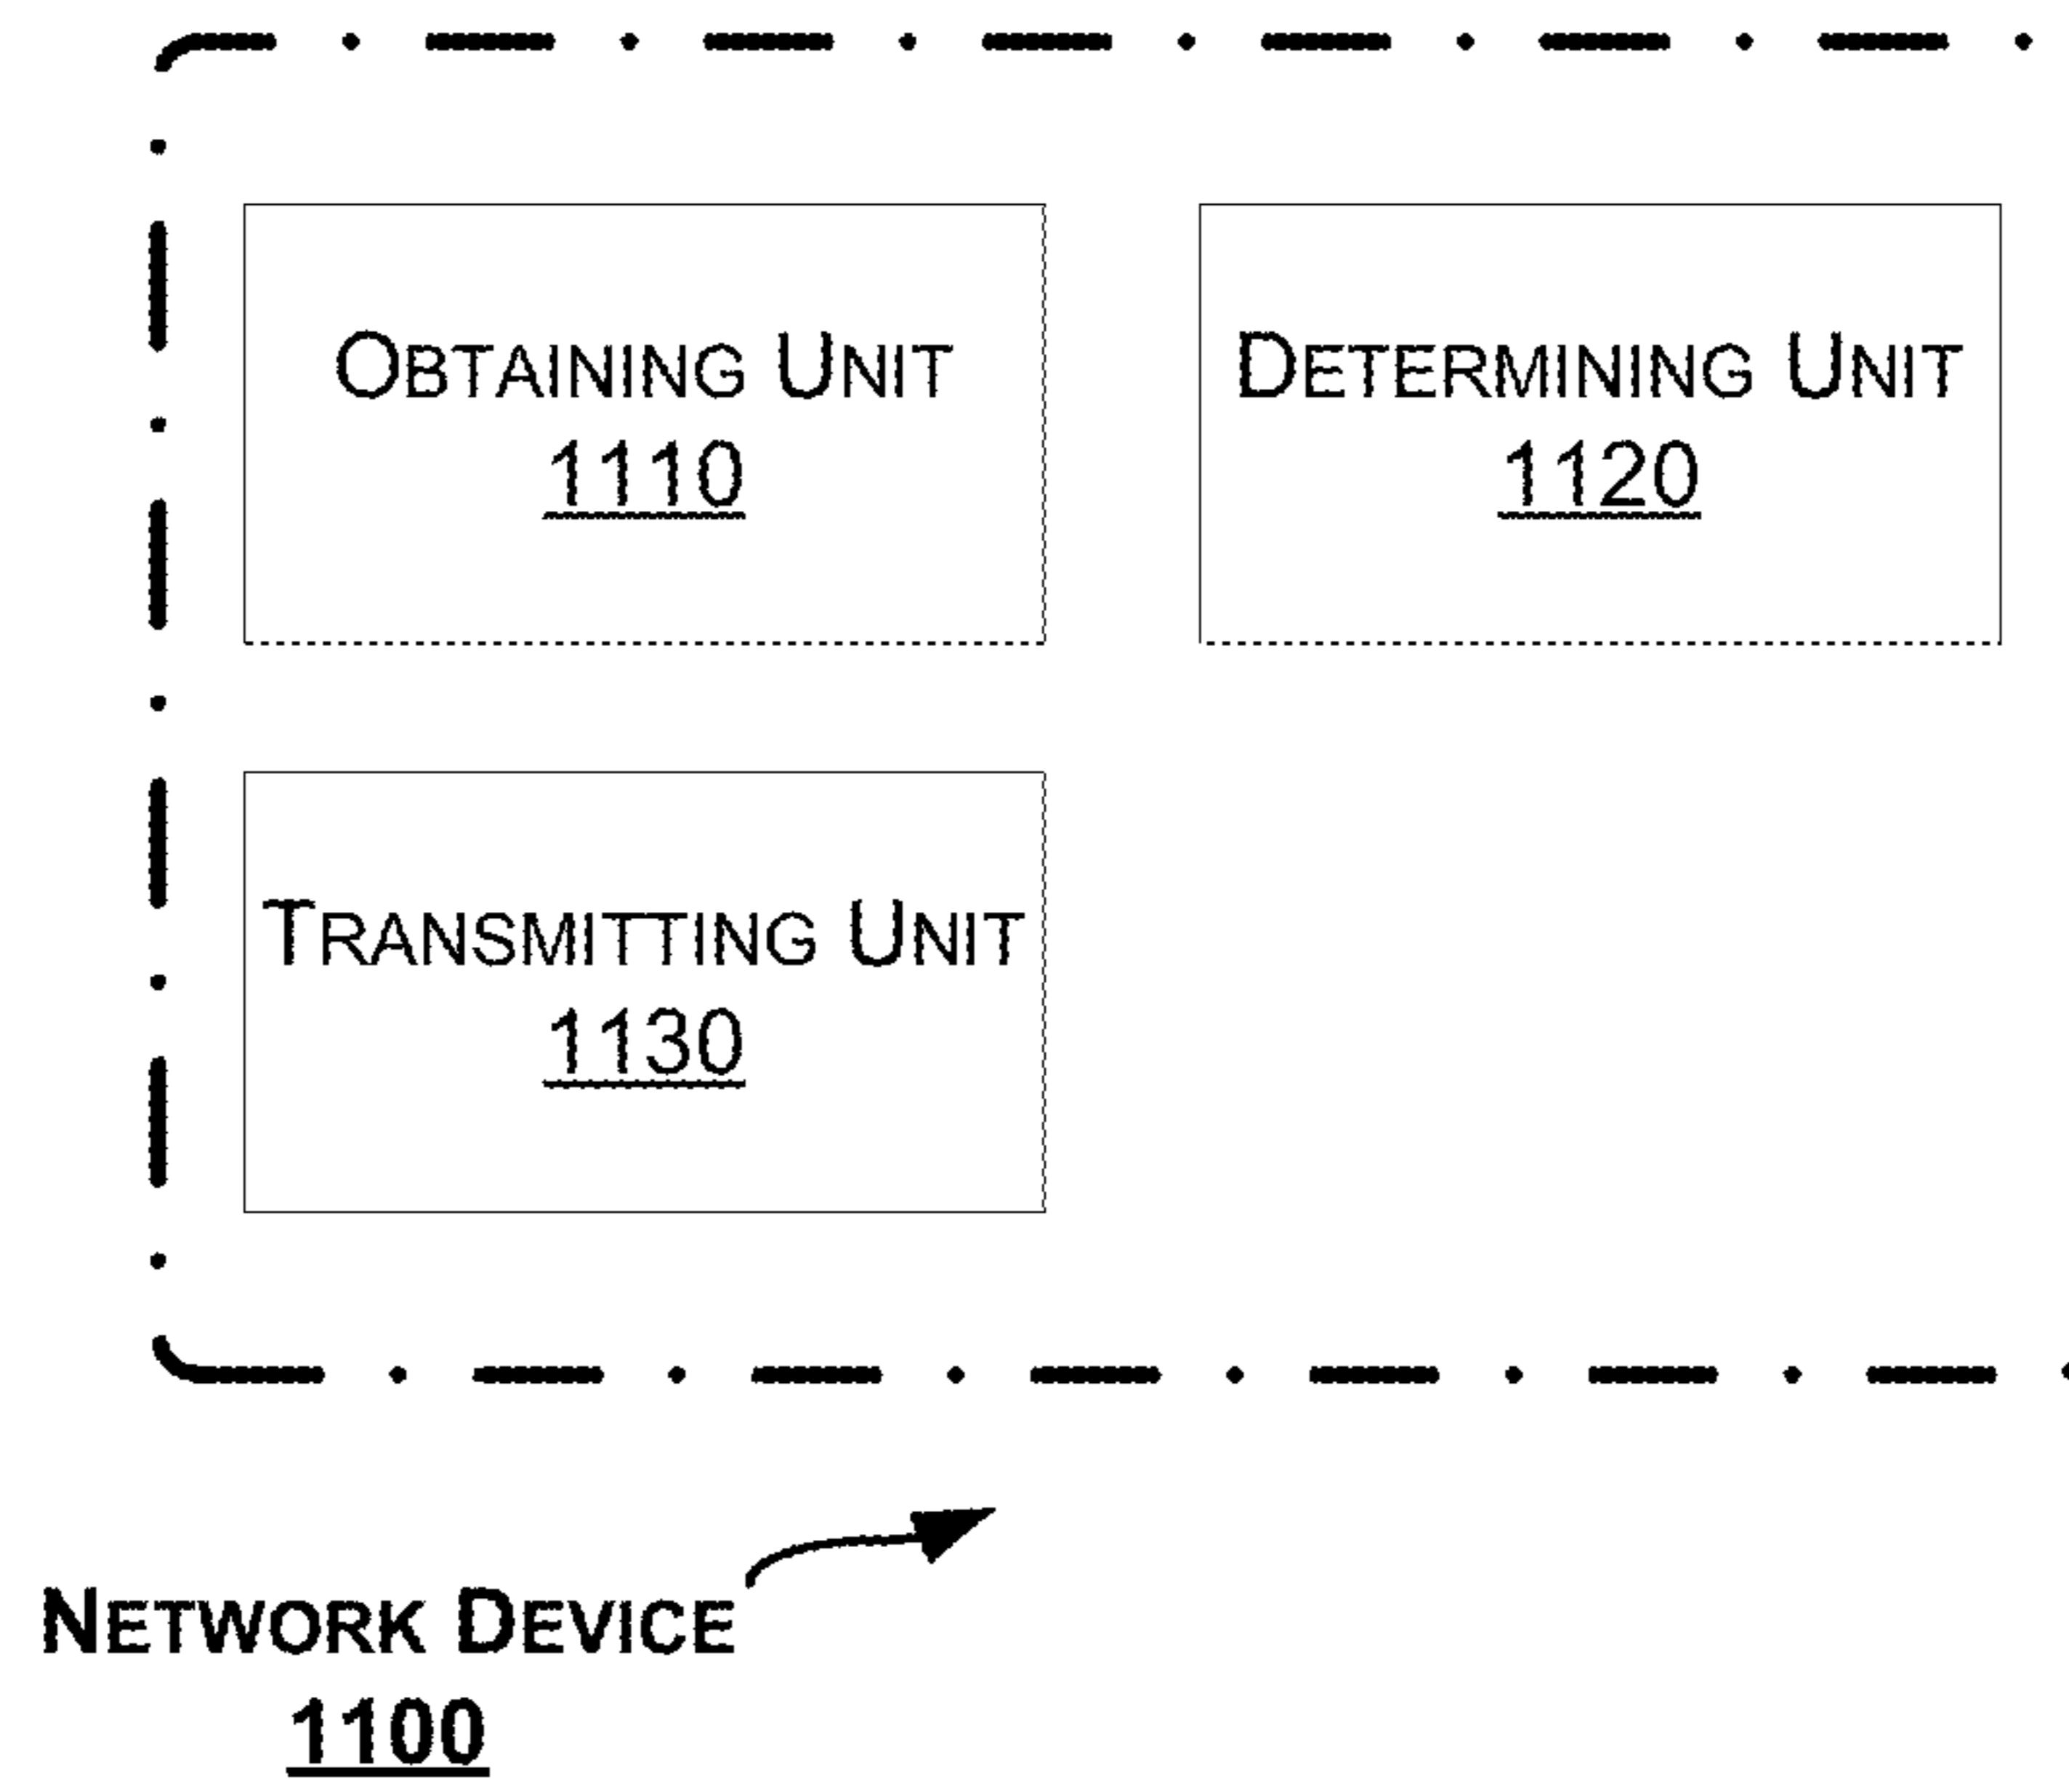 OBTAINING UNIT
1110
DETERMINING UNIT
1120
TRANSMITTING UNIT
1130
NETWORK DEVICE
1100